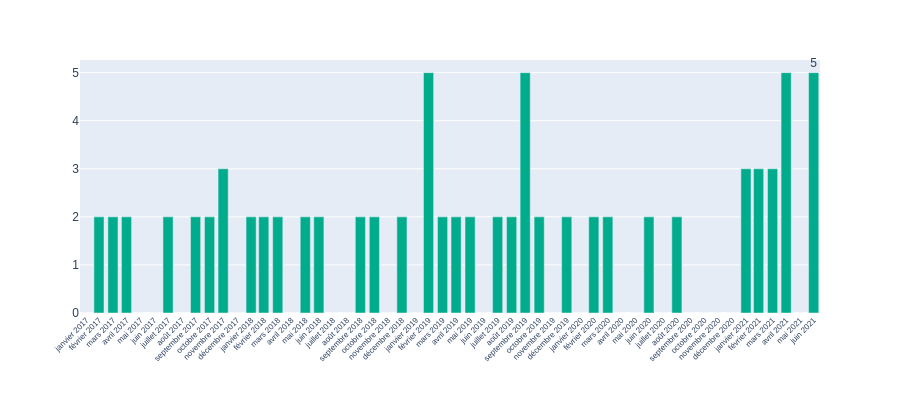 5
5
4
3
2
1
0
janvier 2017
février 2017
mars 2017
avril 2017
mai 2017
juin 2017
juillet 2017
août 2017
septembre 2017
octobre 2017
novembre 2017
décembre 2017
janvier 2018
février 2018
mars 2018
avril 2018
mai 2018
juin 2018
juillet 2018
août 2018
septembre 2018
octobre 2018
novembre 2018
décembre 2018
janvier 2019
février 2019
mars 2019
avril 2019
mai 2019
juin 2019
juillet 2019
août 2019
septembre 2019
octobre 2019
novembre 2019
décembre 2019
janvier 2020
février 2020
mars 2020
avril 2020
mai 2020
juin 2020
juillet 2020
août 2020
septembre 2020
octobre 2020
novembre 2020
décembre 2020
janvier 2021
février 2021
mars 2021
avril 2021
mai 2021
juin 2021